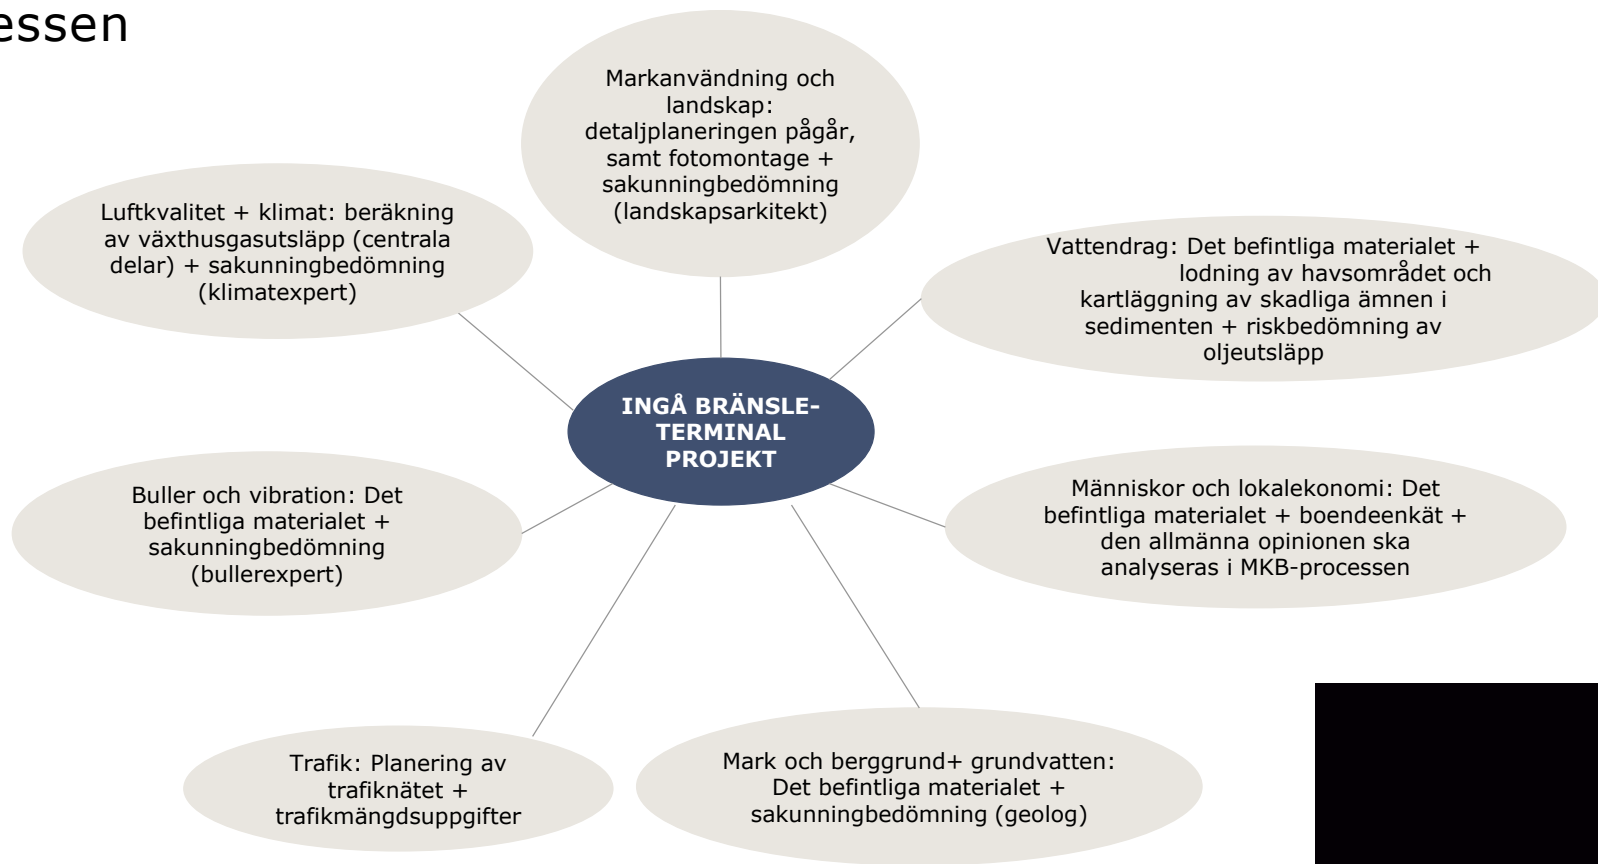 essen
Markanvändning och
landskap:
detaljplaneringen pågår,
samt fotomontage +
sakunningbedömning
(landskapsarkitekt)
Luftkvalitet + klimat: beräkning
av växthusgasutsläpp (centrala
delar) + sakunningbedömning
(klimatexpert)
Vattendrag: Det befintliga materialet +
lodning av havsområdet och
kartläggning av skadliga ämnen i
sedimenten + riskbedömning av
oljeutsläpp
INGÅ BRÄNSLE-
TERMINAL
PROJEKT
Buller och vibration: Det
befintliga materialet +
sakunningbedömning
(bullerexpert)
Människor och lokalekonomi: Det
befintliga materialet + boendeenkät +
den allmänna opinionen ska
analyseras i MKB-processen
Trafik: Planering av
trafiknätet +
trafikmängdsuppgifter
Mark och berggrund+ grundvatten:
Det befintliga materialet +
sakunningbedömning (geolog)